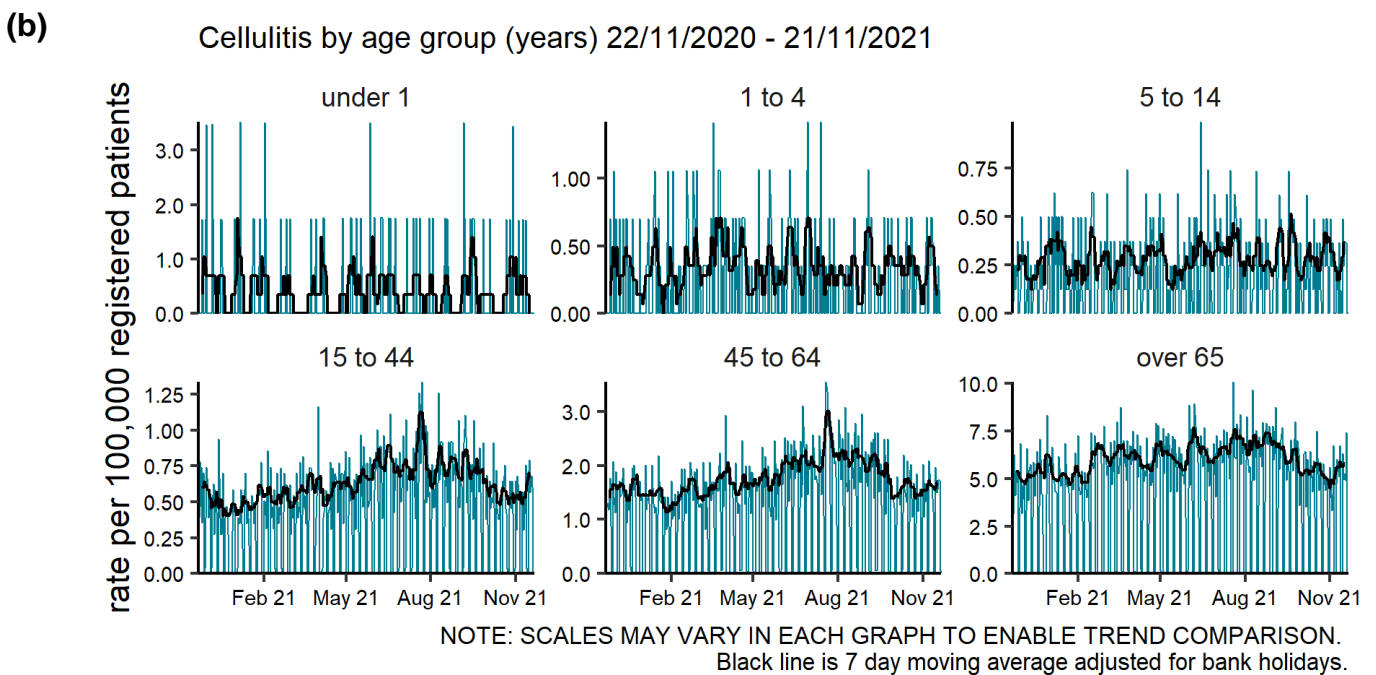 (b)
Cellulitis by age group (years) 22/11/2020 - 21/11/2021
rate per 100,000 registered patients
under 1
3.0
2.0
1.0
0.0
1 to 4
1.00
0.50
0.00
5 to 14
0.75
0.50
0.25
0.00
15 to 44
1.25
1.00
0.75
0.50
0.25
0.00
Feb 21 May 21 Aug 21 Nov 21
45 to 64
3.0
2.0
1.0
0.0
Feb 21 May 21 Aug 21 Nov 21
over 65
10.0
7.5
5.0
2.5
0.0
Feb 21 May 21 Aug 21 Nov 21
NOTE: SCALES MAY VARY IN EACH GRAPH TO ENABLE TREND COMPARISON.
Black line is 7 day moving average adjusted for bank holidays.